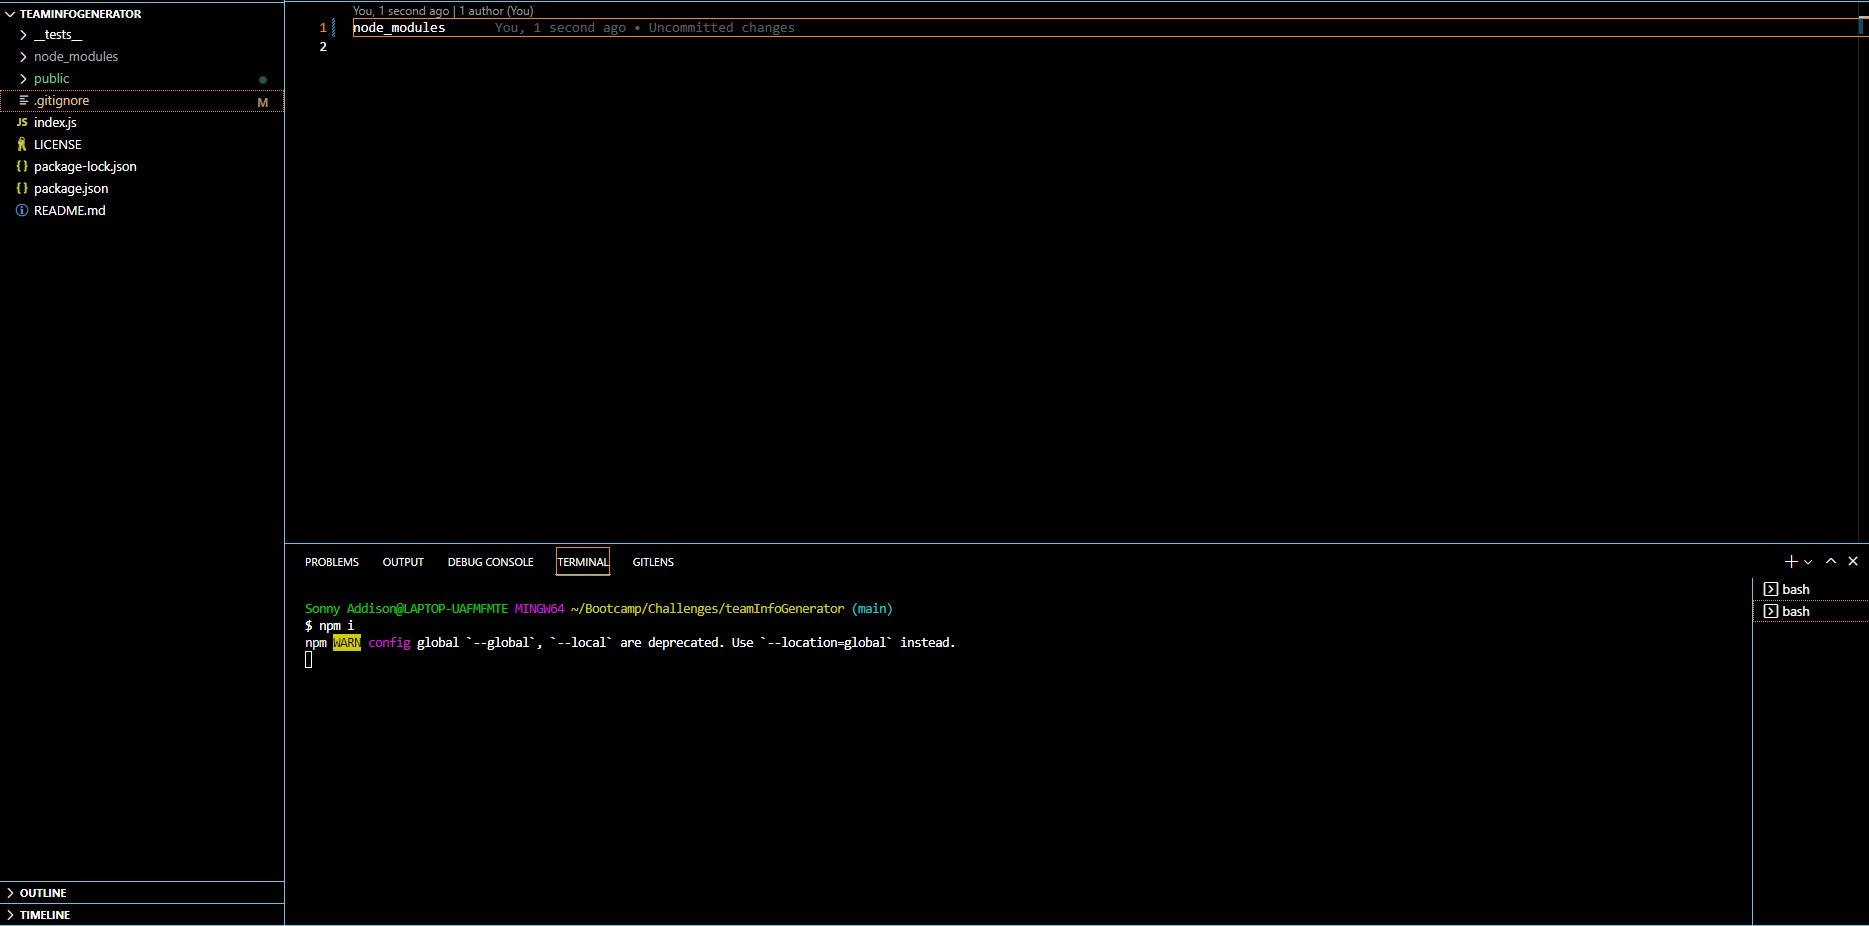 TEAMINFOGENERATOR
__tests__
node_modules
public
.gitignore M
JS index.js
LICENSE
{} package-lock.json
{} package.json
README.md
OUTLINE
TIMELINE
You, 1 second ago | 1 author (You)
1 node_modules You, 1 second ago • Uncommitted changes
2
PROBLEMS OUTPUT DEBUG CONSOLE TERMINAL GITLENS
Sonny Addison@LAPTOP-UAFMFMTE MINGW64 ~/Bootcamp/Challenges/teamInfoGenerator (main)
$ npm i
npm WARN config global `--global`, `--local` are deprecated. Use `--location=global` instead.
bash
bash